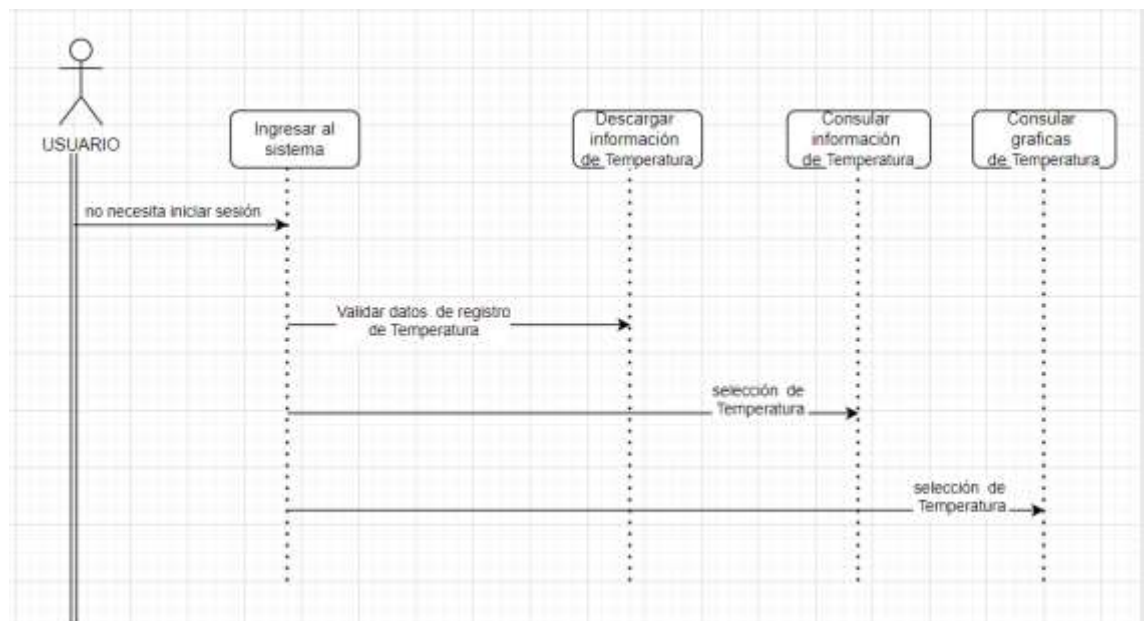 USUARIO
Ingresar al
sistema
Descargar
información
de Temperatura
Consular
información
de Temperatura
Consular
graficas
de Temperatura
no necesita iniciar sesión
Validar datos de registro
de Temperatura
selección de
Temperatura
selección de
Temperatura